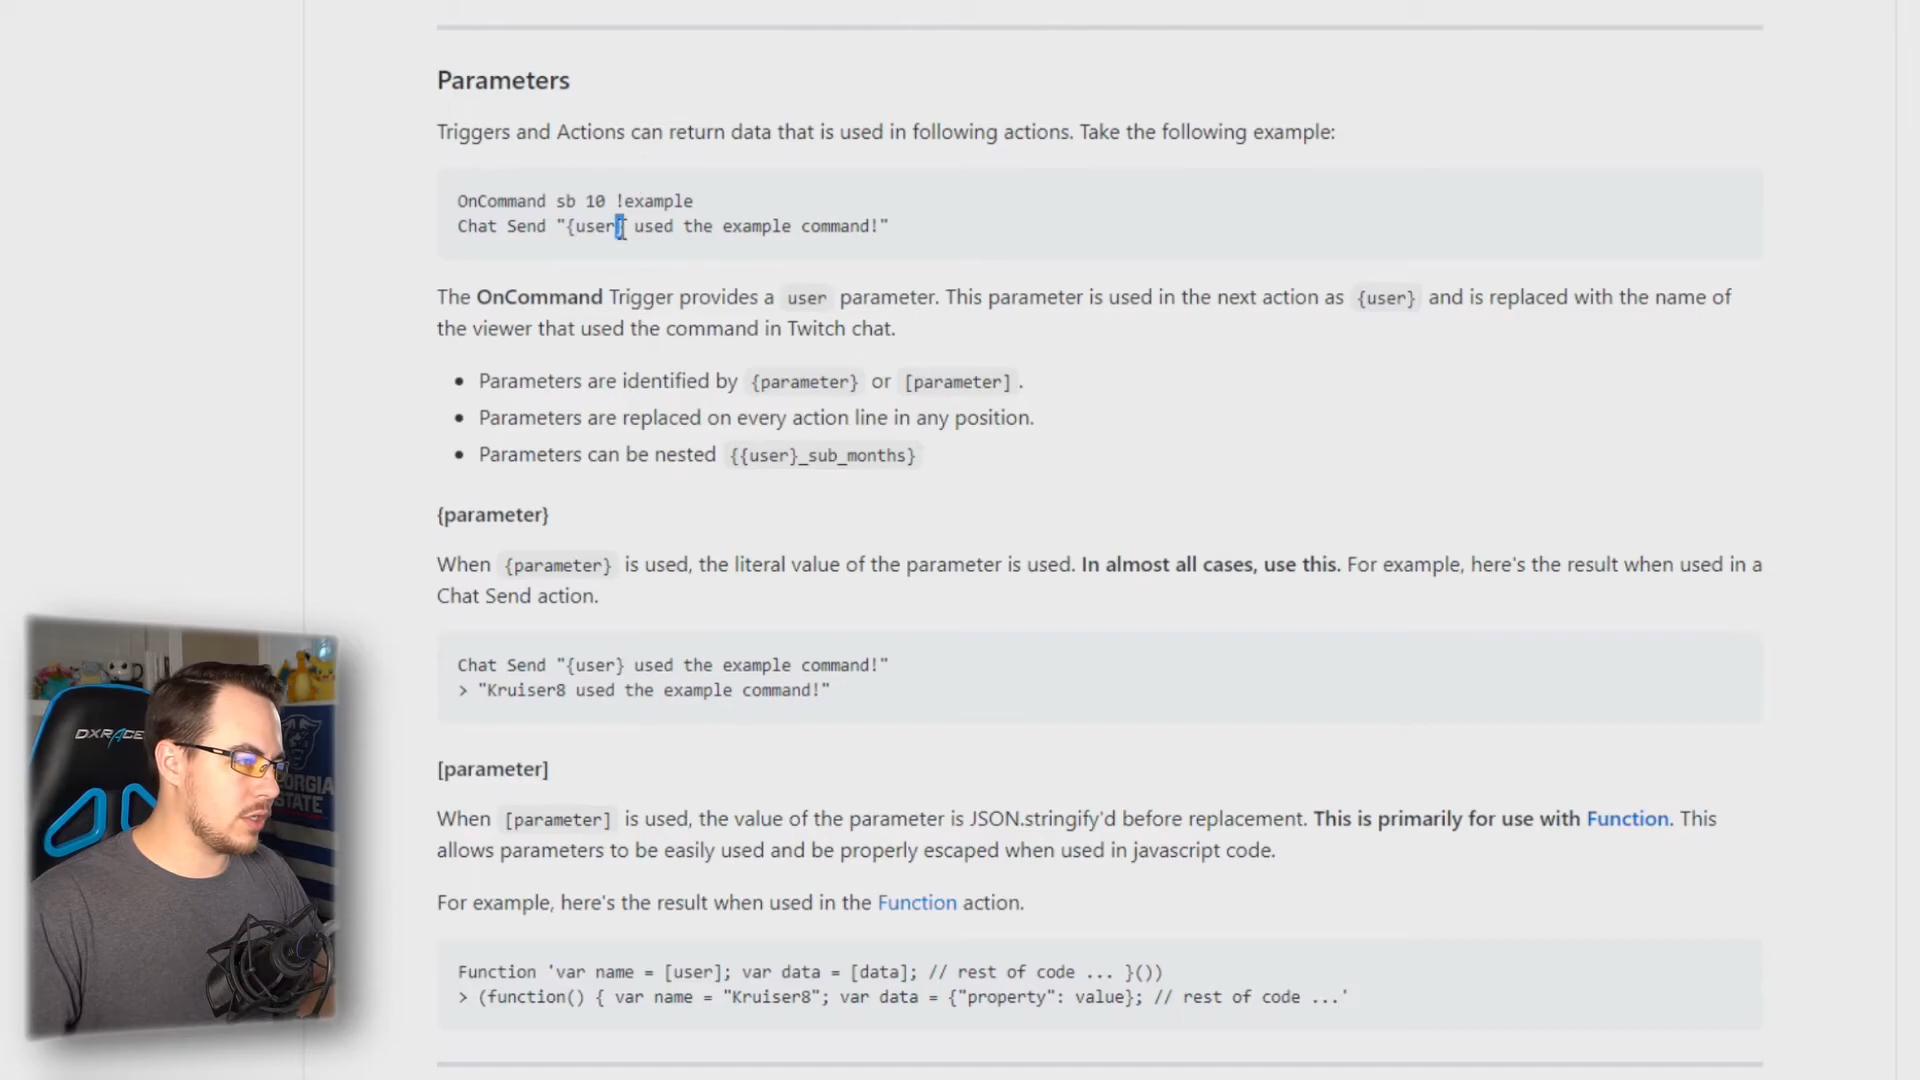 Parameters
Triggers and Actions can return data that is used in following actions. Take the following example:
OnCommand sb 10 !example
Chat Send "{user} used the example command!"
The OnCommand Trigger provides a user parameter. This parameter is used in the next action as {user} and is replaced with the name of
the viewer that used the command in Twitch chat.
• Parameters are identified by {parameter} or [parameter].
• Parameters are replaced on every action line in any position.
• Parameters can be nested {{user}_sub_months}
{parameter}
When {parameter} is used, the literal value of the parameter is used. In almost all cases, use this. For example, here's the result when used in a
Chat Send action.
Chat Send "{user} used the example command!"
> "Kruiser8 used the example command!"
[parameter]
When [parameter] is used, the value of the parameter is JSON.stringify'd before replacement. This is primarily for use with Function. This
allows parameters to be easily used and be properly escaped when used in javascript code.
For example, here's the result when used in the Function action.
Function 'var name = [user]; var data = [data]; // rest of code ... }())
> (function() { var name = "Kruiser8"; var data = {"property": value}; // rest of code ...'
DXRACE
GEORGIA
STATE